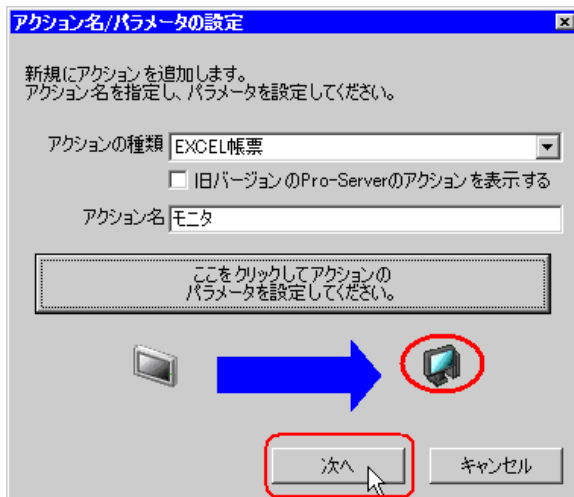 アクション名/パラメータの設定
新規にアクションを追加します。
アクション名を指定し、パラメータを設定してください。
アクションの種類 EXCEL帳票
旧バージョンのPro-Serverのアクションを表示する
アクション名 モニタ
ここをクリックしてアクションの
パラメータを設定してください。
次へ キャンセル